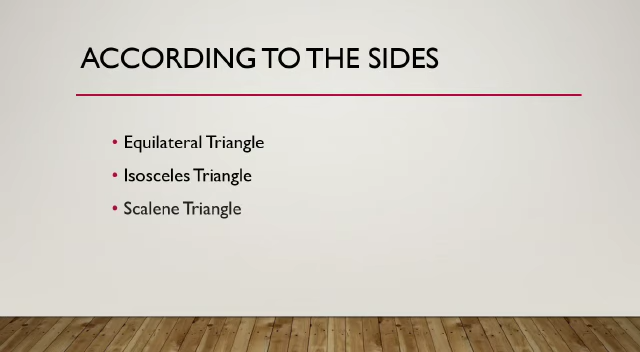 ACCORDING TO THE SIDES
• Equilateral Triangle
• Isosceles Triangle
• Scalene Triangle